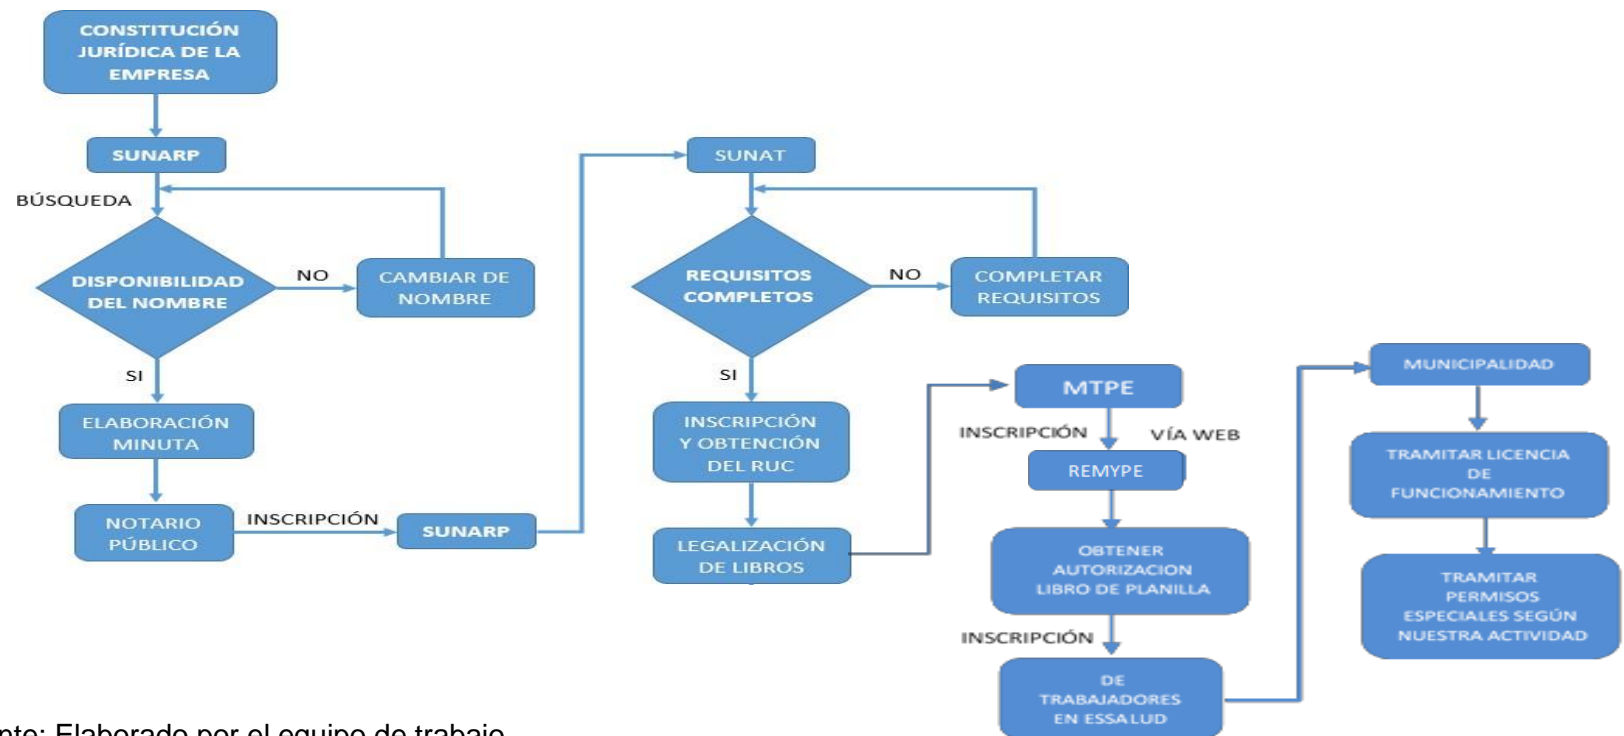 CONSTITUCIÓN
JURÍDICA DE LA
EMPRESA
SUNARP
BÚSQUEDA
DISPONIBILIDAD
DEL NOMBRE
NO
CAMBIAR DE
NOMBRE
SI
ELABORACIÓN
MINUTA
NOTARIO
PÚBLICO
INSCRIPCIÓN
SUNARP
SUNAT
REQUISITOS
COMPLETOS
NO
COMPLETAR
REQUISITOS
SI
INSCRIPCIÓN
Y OBTENCIÓN
DEL RUC
LEGALIZACIÓN
DE LIBROS
MTPE
INSCRIPCIÓN
VÍA WEB
REMYPE
OBTENER
AUTORIZACION
LIBRO DE PLANILLA
INSCRIPCIÓN
DE
TRABAJADORES
EN ESSALUD
MUNICIPALIDAD
TRAMITAR LICENCIA
DE
FUNCIONAMIENTO
TRAMITAR
PERMISOS
ESPECIALES SEGÚN
NUESTRA ACTIVIDAD
nte: Elaborado por el equipo de trabajo